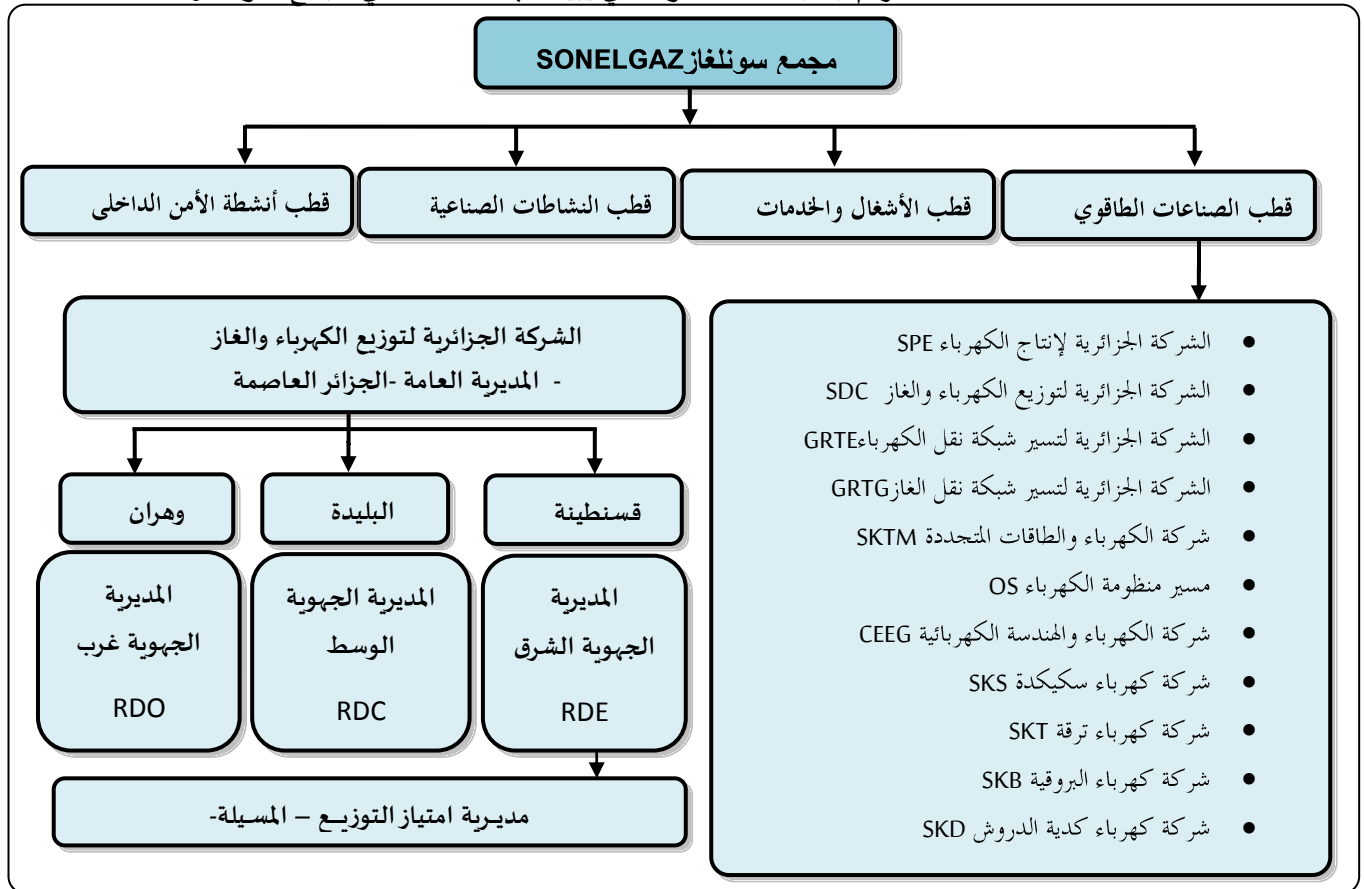 مجمع سونلغازSONELGAZ
قطب الصناعات الطاقوي
قطب الأشغال والخدمات
قطب النشاطات الصناعية
قطب أنشطة الأمن الداخلى
الشركة الجزائرية لإنتاج الكهرباء SPE
الشركة الجزائرية لتوزيع الكهرباء والغاز SDC
الشركة الجزائرية لتسير شبكة نقل الكهرباءGRTE
الشركة الجزائرية لتسير شبكة نقل الغازGRTG
شركة الكهرباء والطاقات المتجددة SKTM
مسير منظومة الكهرباء OS
شركة الكهرباء والهندسة الكهربائية CEEG
شركة كهرباء سكيكدة SKS
شركة كهرباء ترقة SKT
شركة كهرباء البروقية SKB
شركة كهرباء كدية الدروش SKD
الشركة الجزائرية لتوزيع الكهرباء والغاز
- المديرية العامة -الجزائر العاصمة
قسنطينة
البليدة
وهران
المديرية
الجهوية الشرق
RDE
المديرية الجهوية
الوسط
RDC
المديرية
الجهوية غرب
RDO
مديرية امتياز التوزيع – المسيلة-